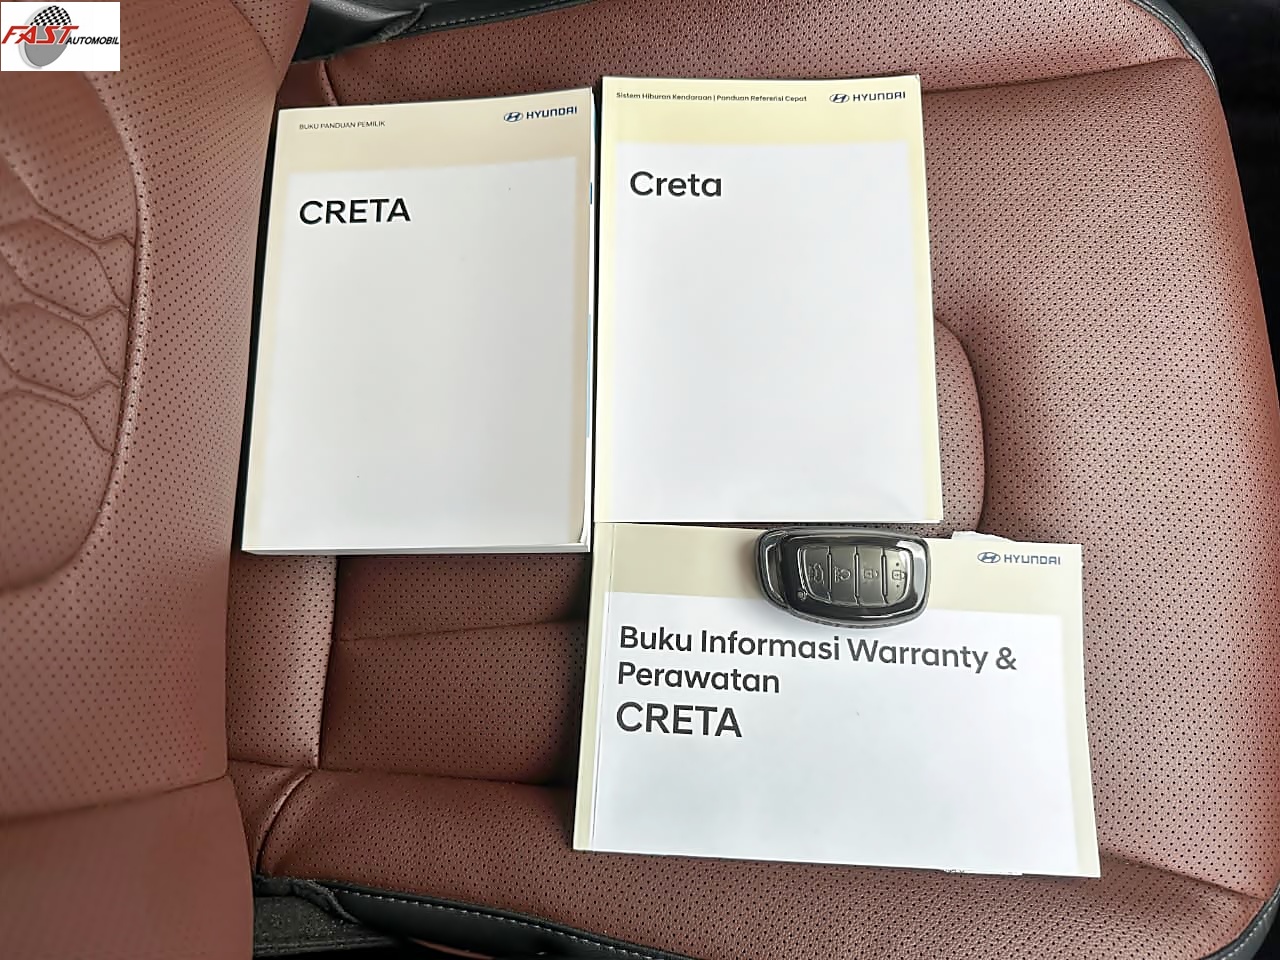 FAST
AUTOMOBIL
BUKU PANDUAN PEMILIK
HYUNDAI
CRETA
Sistem Hiburan Kendaraan | Panduan Referensi Cepat
HYUNDAI
Creta
HYUNDAI
Buku Informasi Warranty &
Perawatan
CRETA